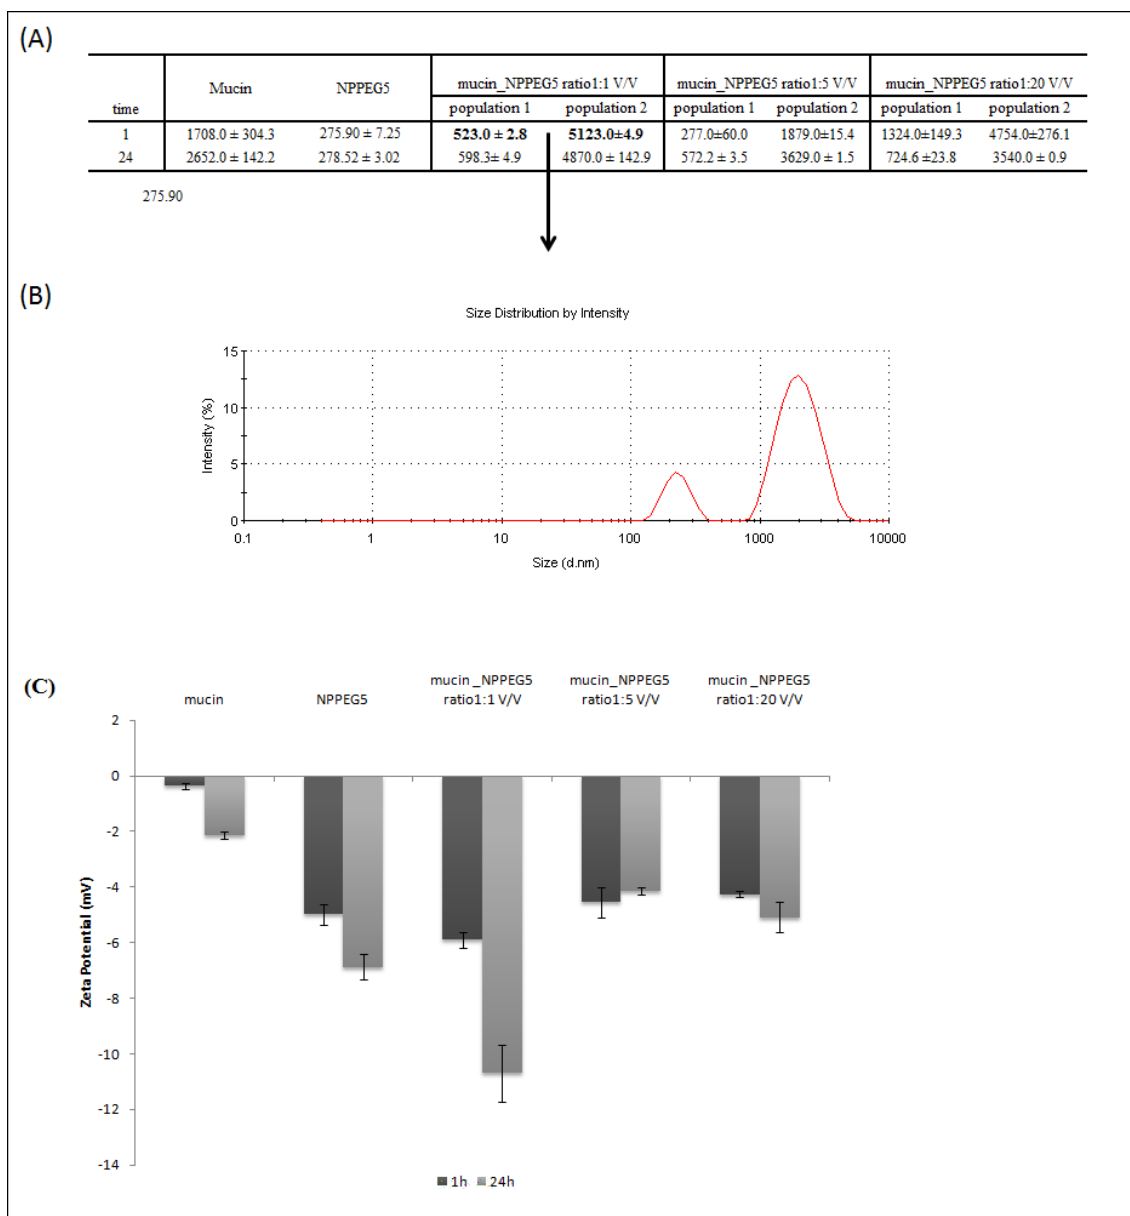 (A)
Mucin NPPEG5 mucin_NPPEG5 ratio1:1 V/V mucin_NPPEG5 ratio1:5 V/V mucin_NPPEG5 ratio1:20 V/V
time population 1 population 2 population 1 population 2 population 1 population 2
1 1708.0 ± 304.3 275.90 ± 7.25 523.0 ± 2.8 5123.0±4.9 277.0±60.0 1879.0±15.4 1324.0±149.3 4754.0±276.1
24 2652.0 ± 142.2 278.52 ± 3.02 598.3± 4.9 4870.0 ± 142.9 572.2 ± 3.5 3629.0 ± 1.5 724.6 ±23.8 3540.0 ± 0.9
275.90
(B)
Size Distribution by Intensity
15
10
5
0
Intensity (%)
0.1 1 10 100 1000 10000
Size (d.nm)
(C)
mucin NPPEG5 mucin _NPPEG5 ratio1:1 V/V mucin_NPPEG5 ratio1:5 V/V mucin _NPPEG5 ratio1:20 V/V
2
0
-2
-4
-6
-8
-10
-12
-14
Zeta Potential (mV)
1h 24h